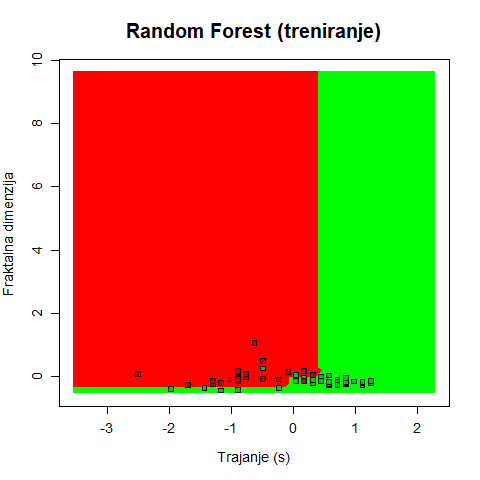 Random Forest (treniranje)
Fraktalna dimenzija
10
8
6
4
2
0
-3 -2 -1 0 1 2
Trajanje (s)